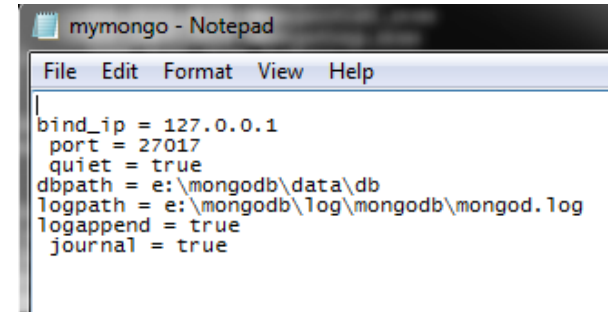 mymongo - Notepad
File Edit Format View Help
bind_ip = 127.0.0.1
 port = 27017
 quiet = true
dbpath = e:\mongodb\data\db
logpath = e:\mongodb\log\mongodb\mongod.log
logappend = true
 journal = true